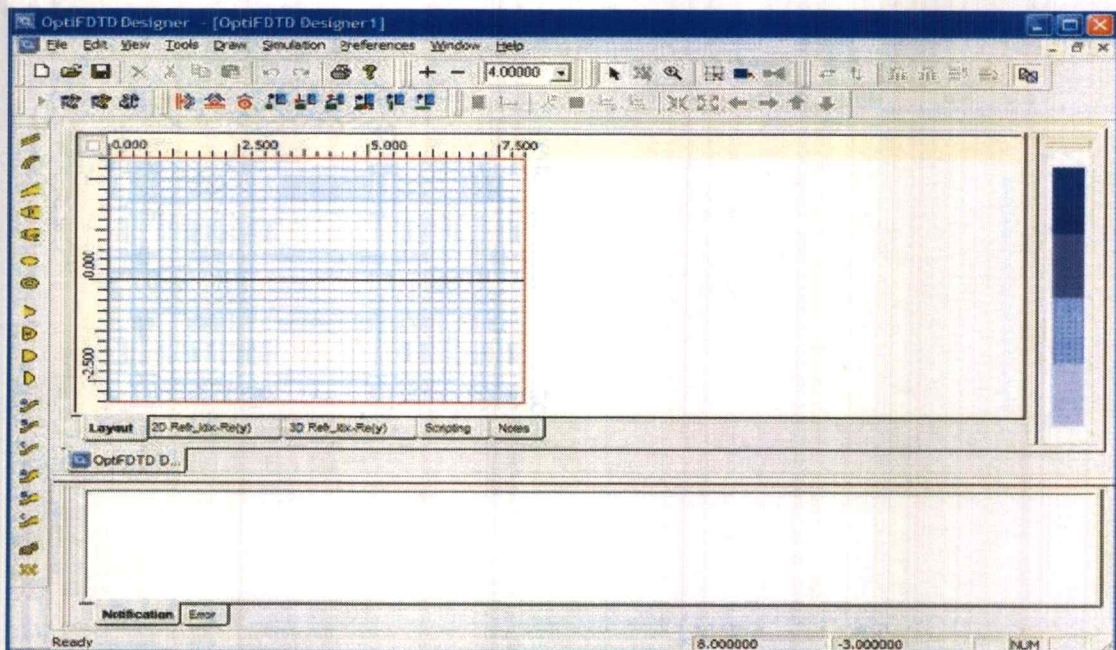 OptiFDTD Designer - [OptiFDTD Designer1]
File Edit View Tools Draw Simulation Preferences Window Help
4.00000
0.000 2.500 5.000 7.500
0.000
-2.500
Layout 2D Refr_Idx-Re(y) 3D Refr_Idx-Re(y) Scripting Notes
OptiFDTD D...
Notification Error
Ready 8.000000 -3.000000 NUM